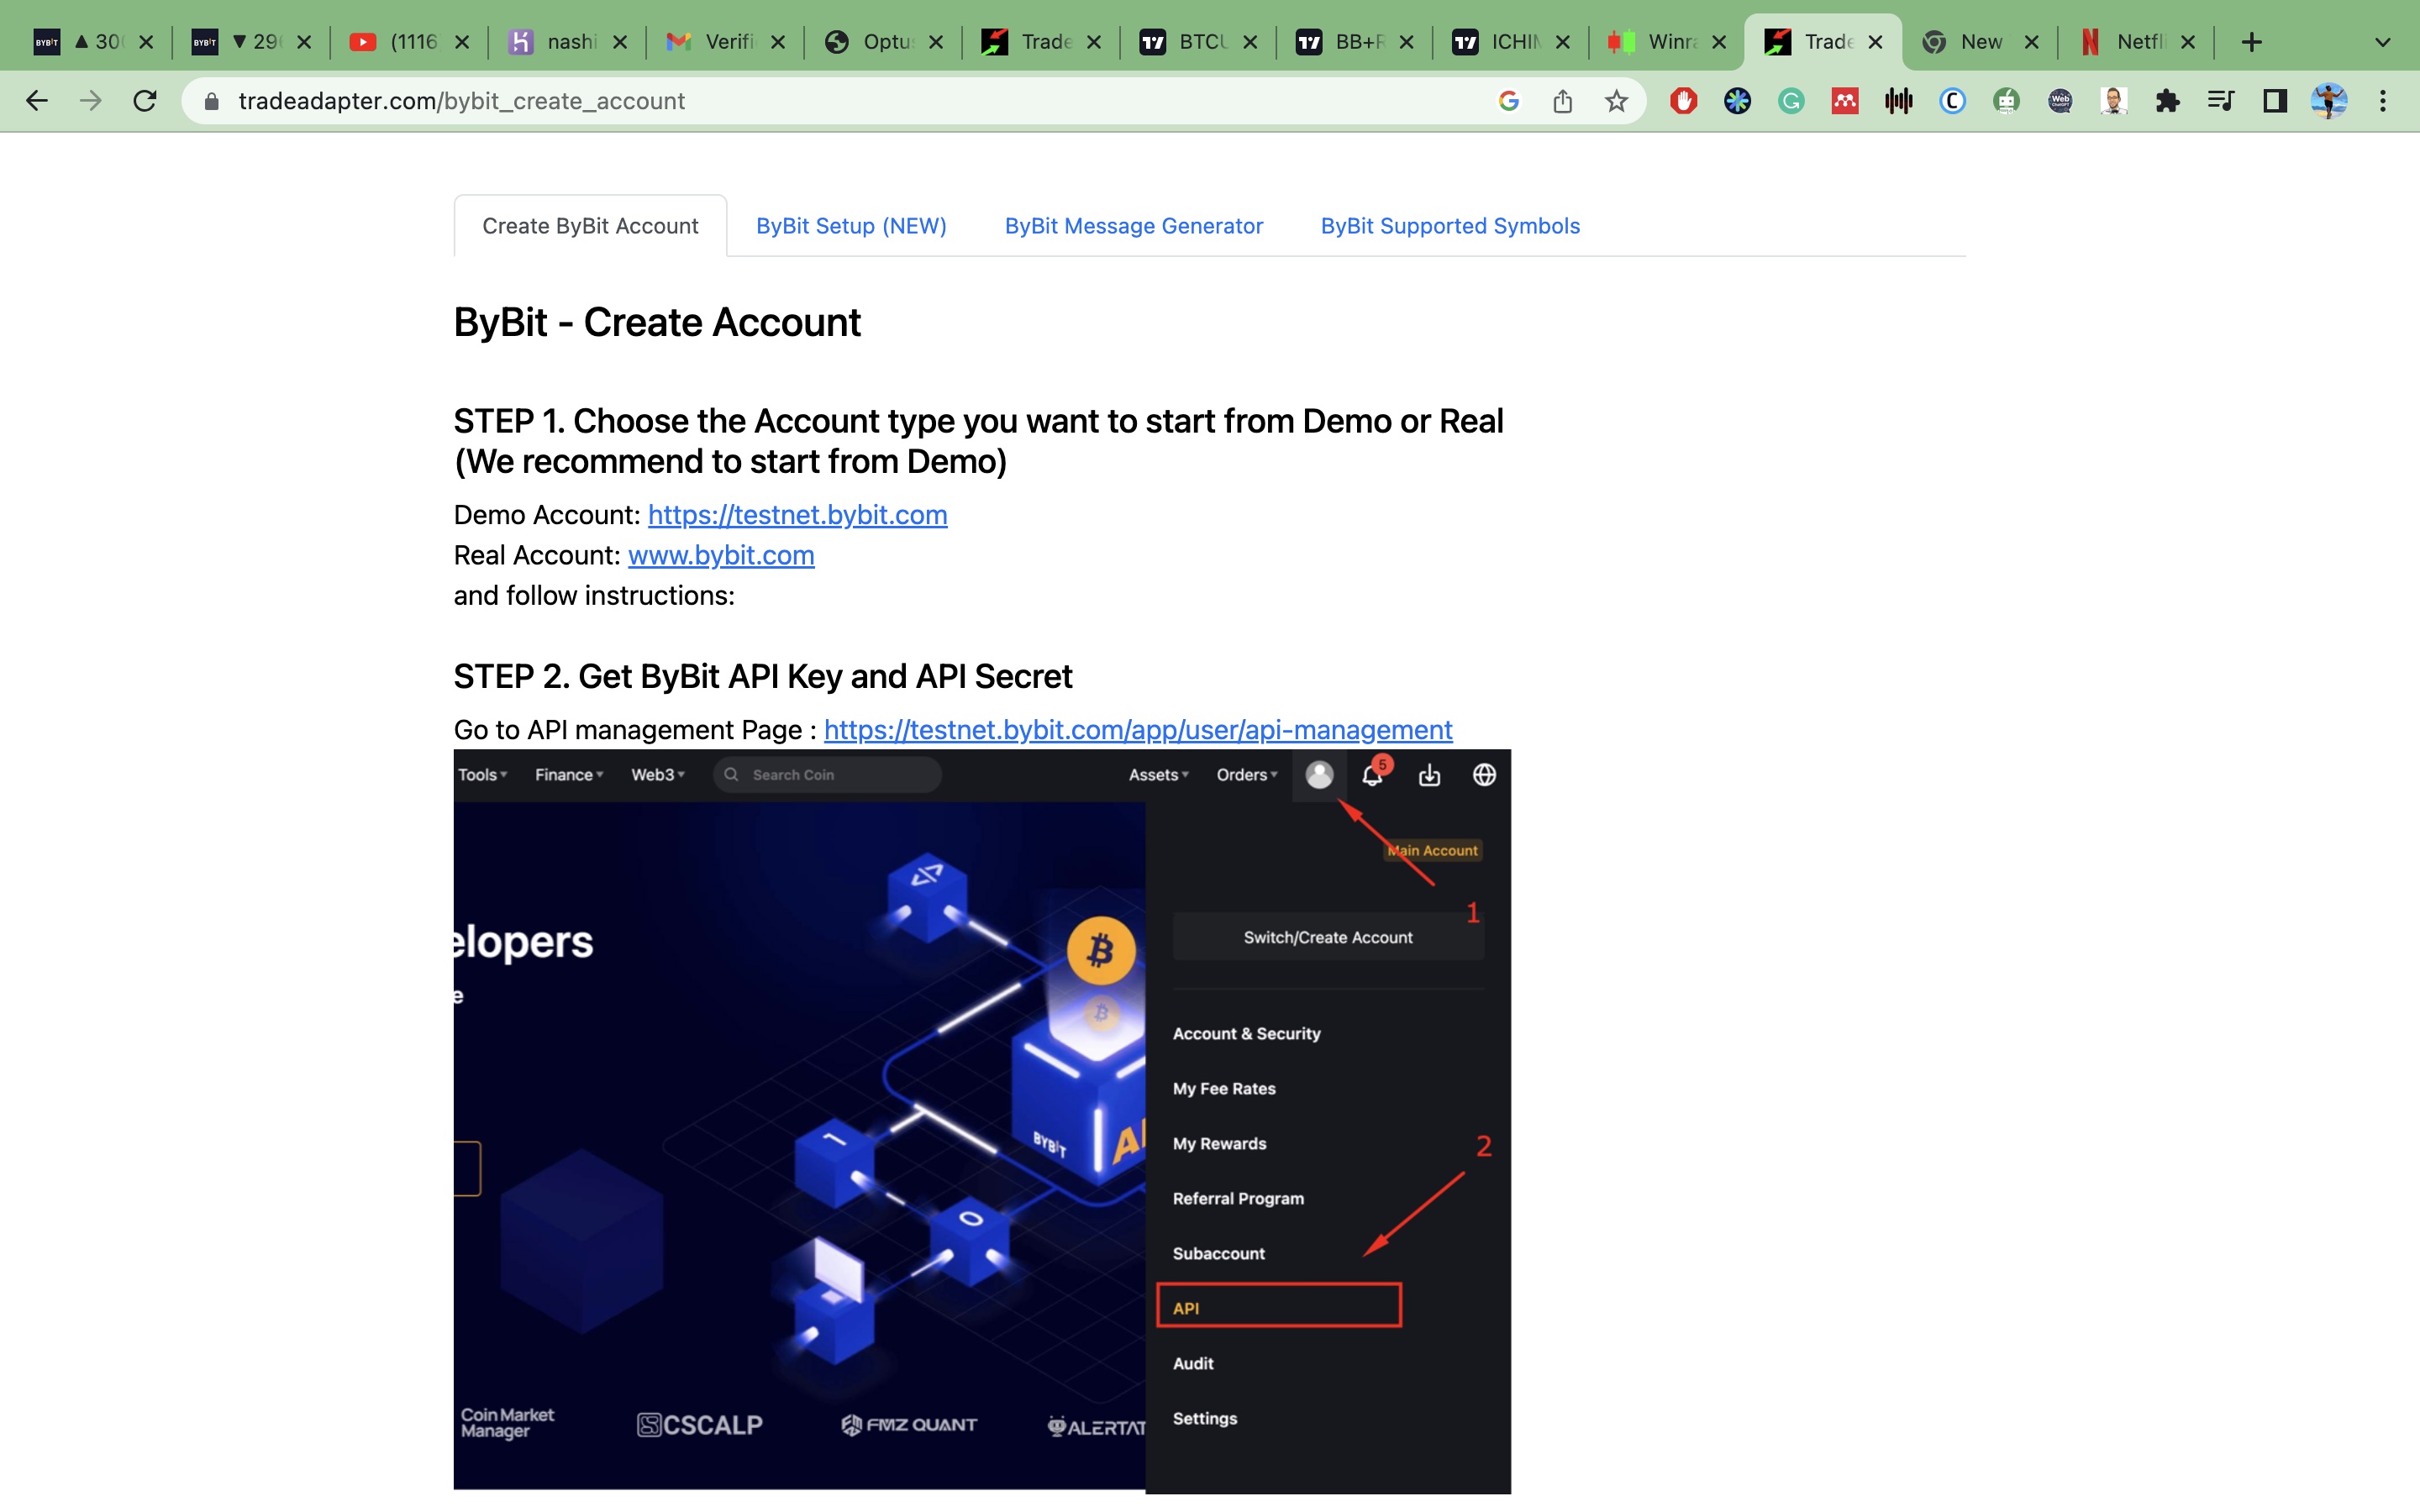 BYBIT ▲ 30
BYBIT ▼ 29
(1116
nashi
Verifi
Optu
Trade
BTCU
BB+R
ICHIM
Winra
Trade
New
Netfli
tradeadapter.com/bybit_create_account
Create ByBit Account
ByBit Setup (NEW)
ByBit Message Generator
ByBit Supported Symbols
ByBit - Create Account
STEP 1. Choose the Account type you want to start from Demo or Real
(We recommend to start from Demo)
Demo Account: https://testnet.bybit.com
Real Account: www.bybit.com
and follow instructions:
STEP 2. Get ByBit API Key and API Secret
Go to API management Page : https://testnet.bybit.com/app/user/api-management
Tools
Finance
Web3
Search Coin
Assets
Orders
5
Main Account
1
Switch/Create Account
elopers
e
Account & Security
My Fee Rates
My Rewards
2
Referral Program
Subaccount
API
Audit
Settings
BYBIT
AI
1
0
Coin Market
Manager
CSCALP
FMZ QUANT
ALERTAT